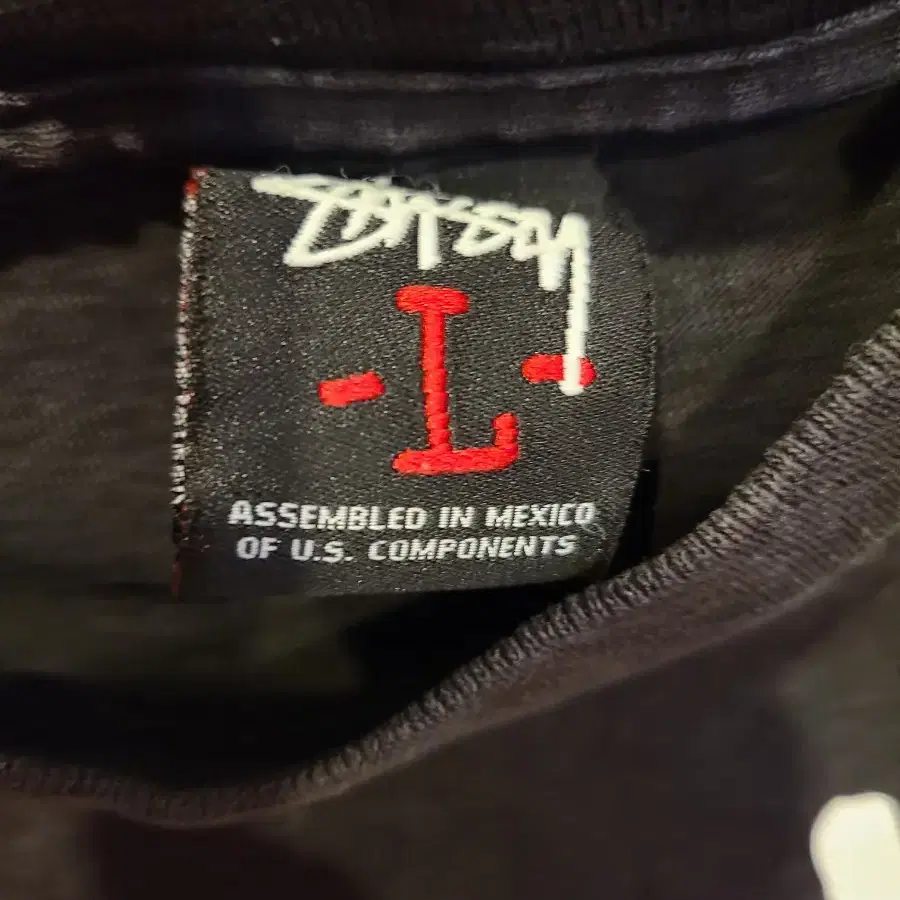 Stüssy
-L-
ASSEMBLED IN MEXICO
OF U.S. COMPONENTS